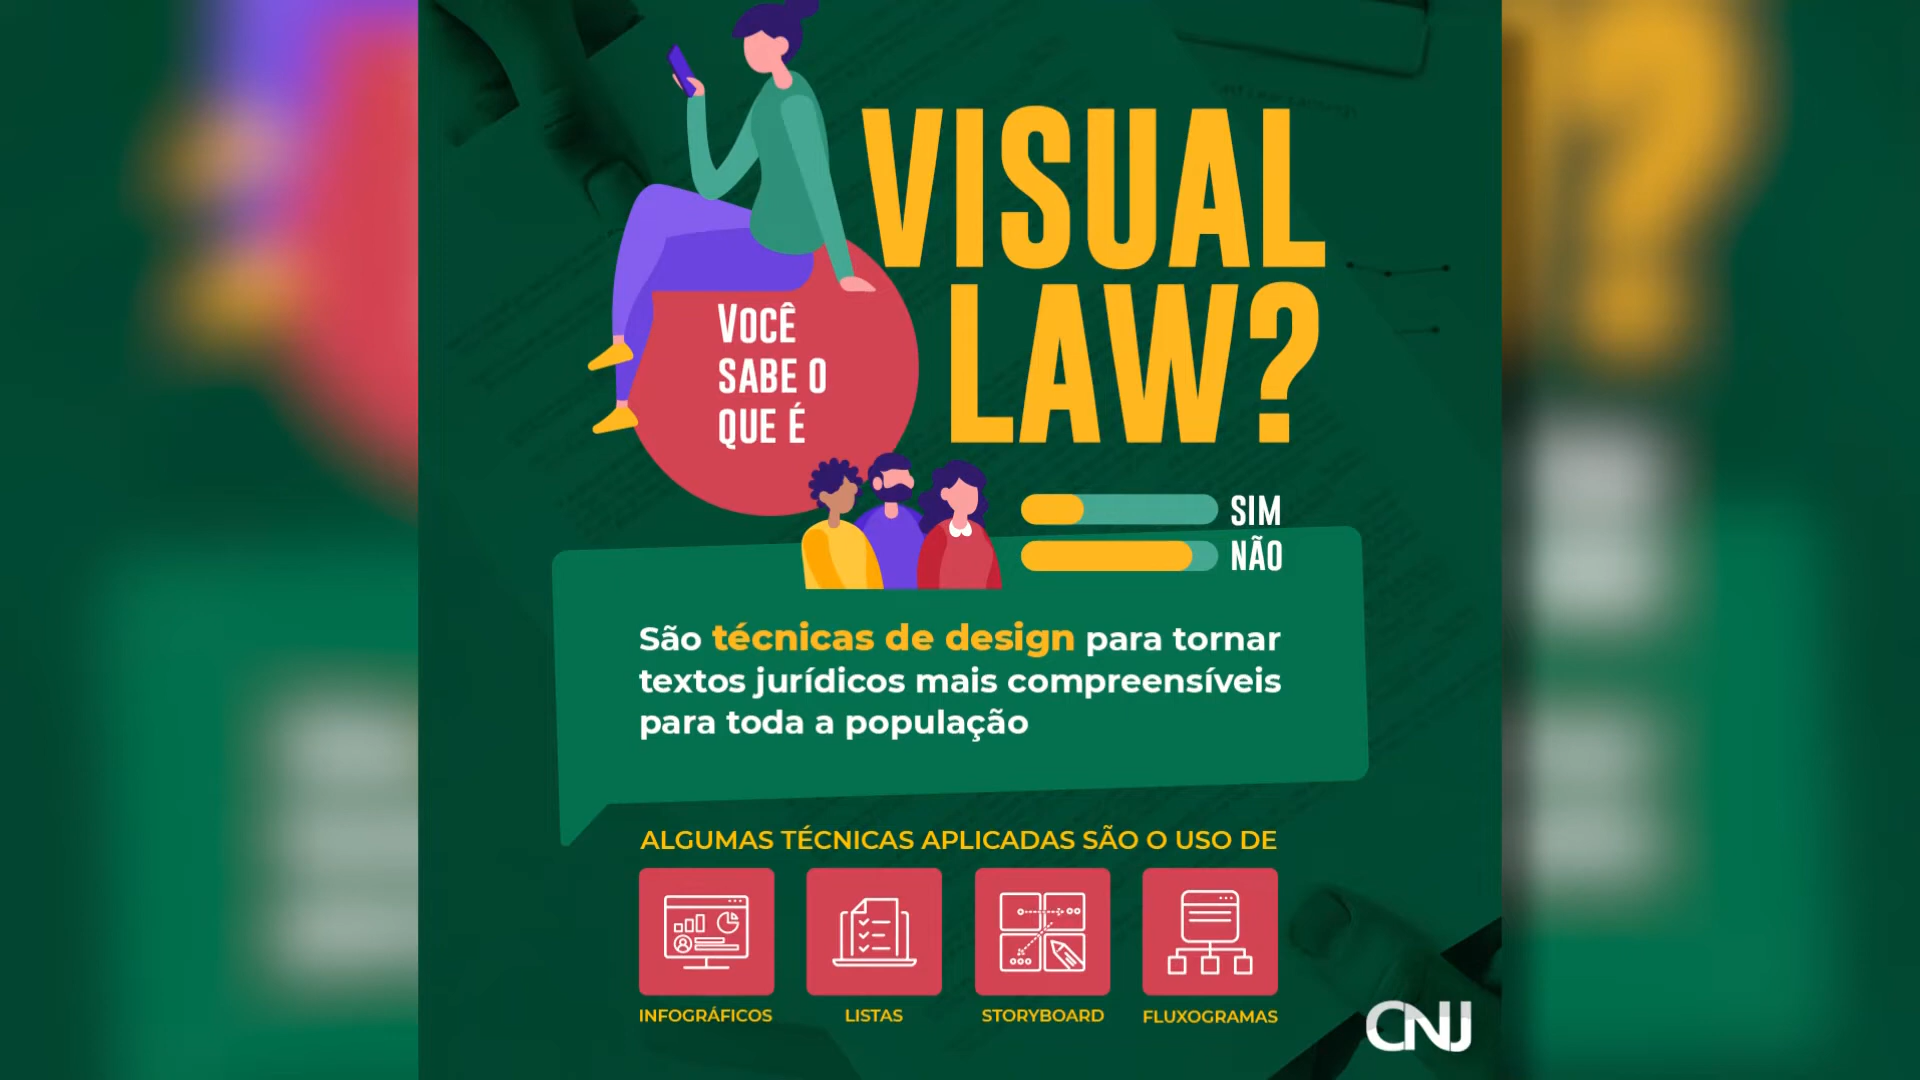 VOCÊ
SABE O
QUE É
VISUAL
LAW?
SIM
NÃO
São técnicas de design para tornar
textos jurídicos mais compreensíveis
para toda a população
ALGUMAS TÉCNICAS APLICADAS SÃO O USO DE
INFOGRÁFICOS
LISTAS
STORYBOARD
FLUXOGRAMAS
CNJ